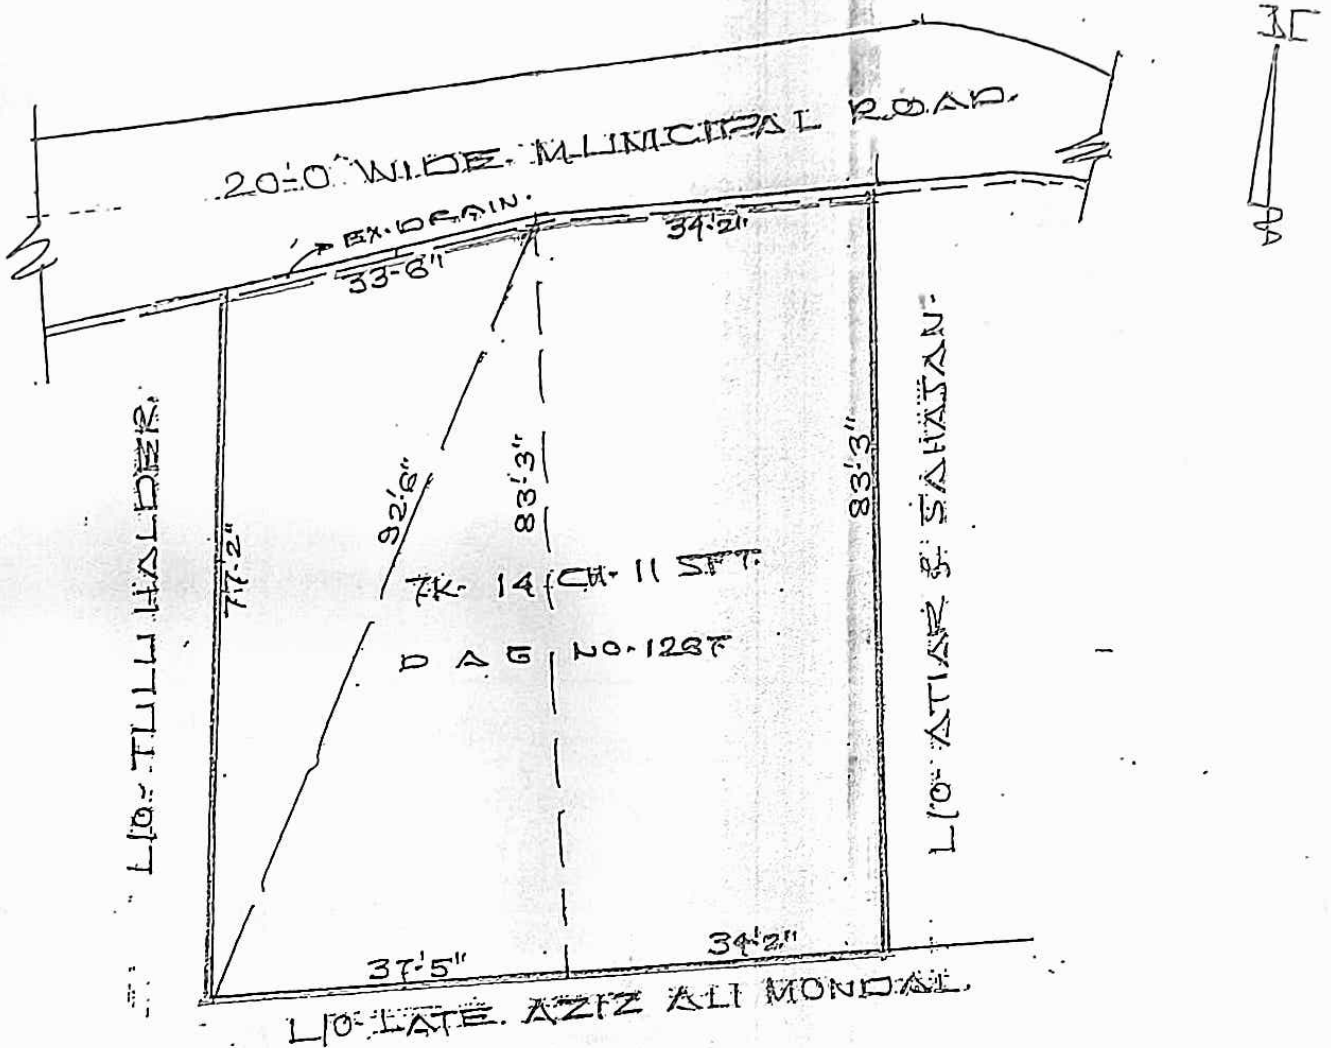 20'-0" WIDE. MUNICIPAL ROAD.
EX. DRAIN.
33'-6"
34'-2"
L/O- TULU HALDER.
77'-2"
92'-6"
83'-3"
83'-3"
L/O- ATIAR & SAHAJAN-
7K- 14 CH- 11 SFT.
DAG NO-1287
37'-5"
34'-2"
L/O- LATE. AZIZ ALI MONDAL.